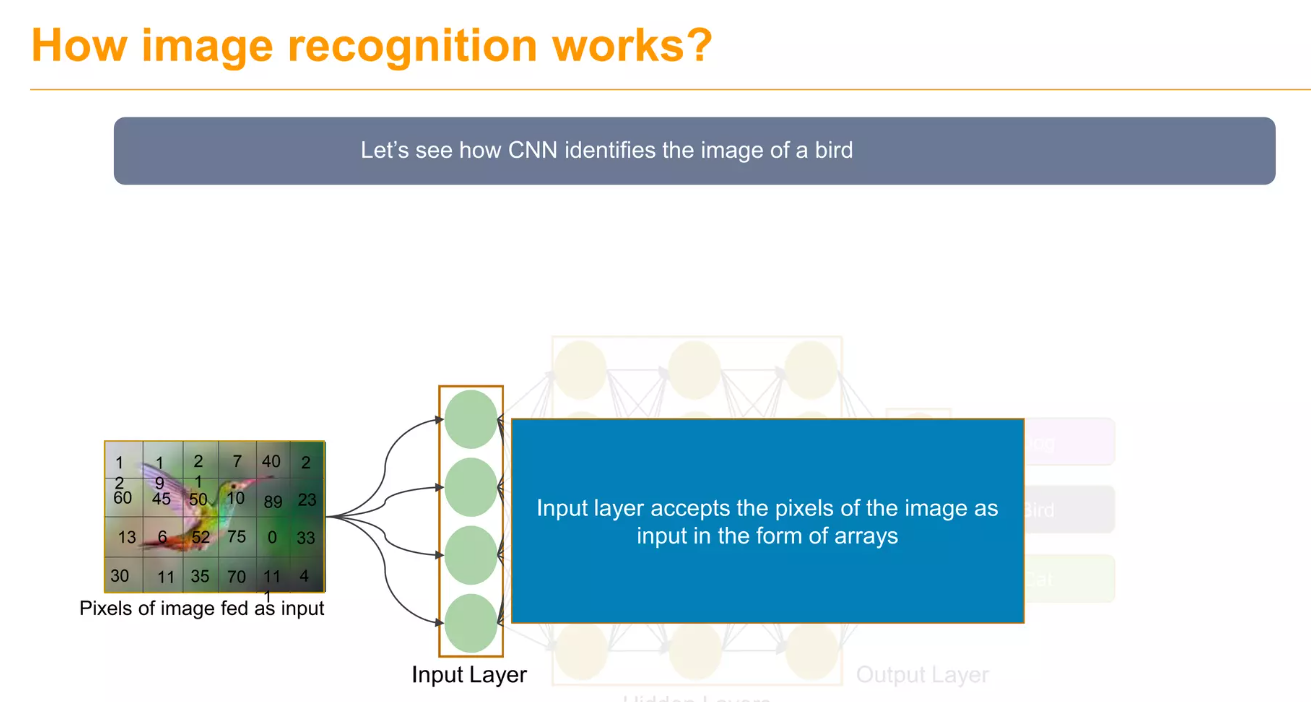 How image recognition works?
Let’s see how CNN identifies the image of a bird
1 1 2 7 40 2
2 9 1
60 45 50 10 89 23
13 6 52 75 0 33
30 11 35 70 11 4
1
Pixels of image fed as input
Input layer accepts the pixels of the image as
input in the form of arrays
Input Layer
Output Layer
Hidden Layers